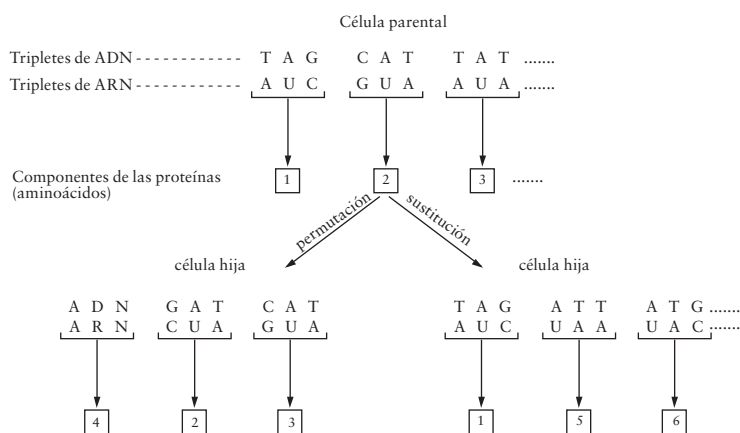 Célula parental
Tripletes de ADN - - - - - - - - - - - - T A G C A T T A T .......
Tripletes de ARN - - - - - - - - - - - - A U C G U A A U A .......
Componentes de las proteínas 1 2 3 .......
(aminoácidos)
permutación sustitución
célula hija célula hija
A D N G A T C A T T A G A T T A T G .......
A R N C U A G U A A U C U A A U A C .......
4 2 3 1 5 6